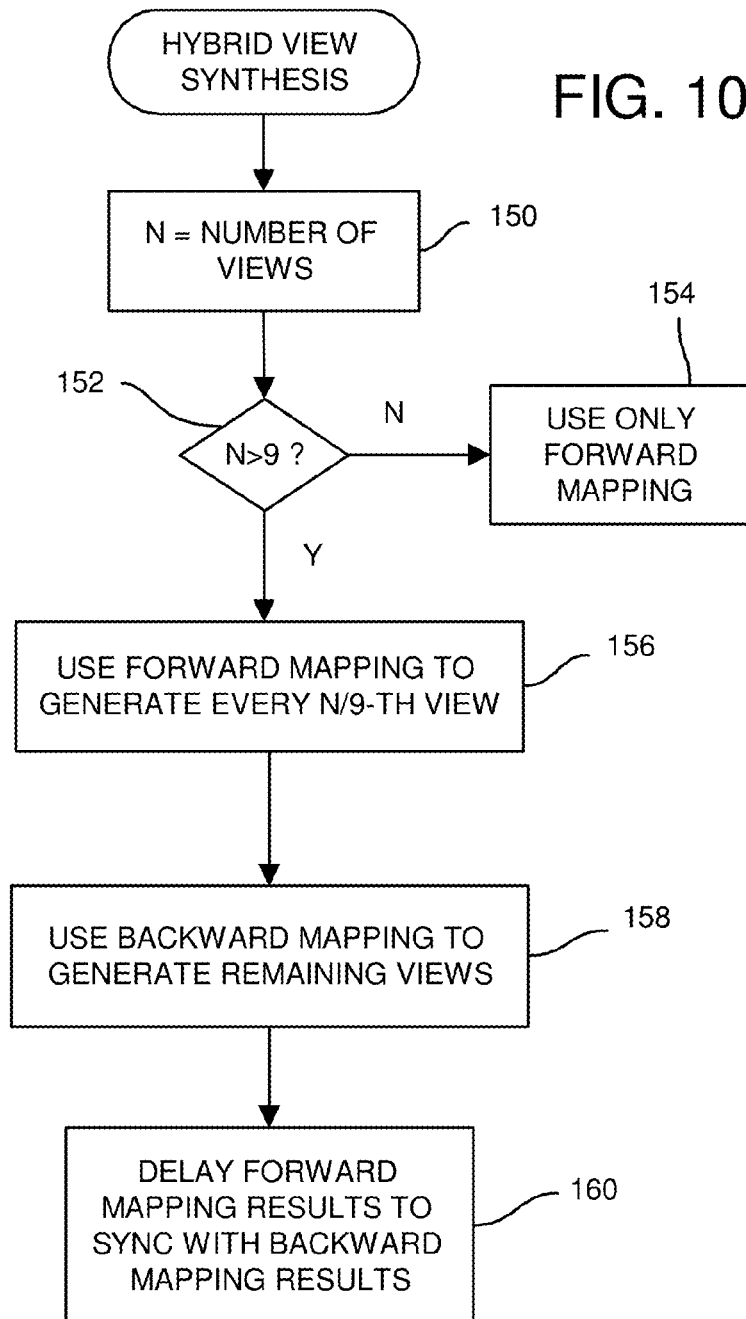 HYBRID VIEW
SYNTHESIS
FIG. 10
N = NUMBER OF
VIEWS
150
154
152
N>9 ?
N
USE ONLY
FORWARD
MAPPING
Y
USE FORWARD MAPPING TO
GENERATE EVERY N/9-TH VIEW
156
USE BACKWARD MAPPING TO
GENERATE REMAINING VIEWS
158
DELAY FORWARD
MAPPING RESULTS TO
SYNC WITH BACKWARD
MAPPING RESULTS
160